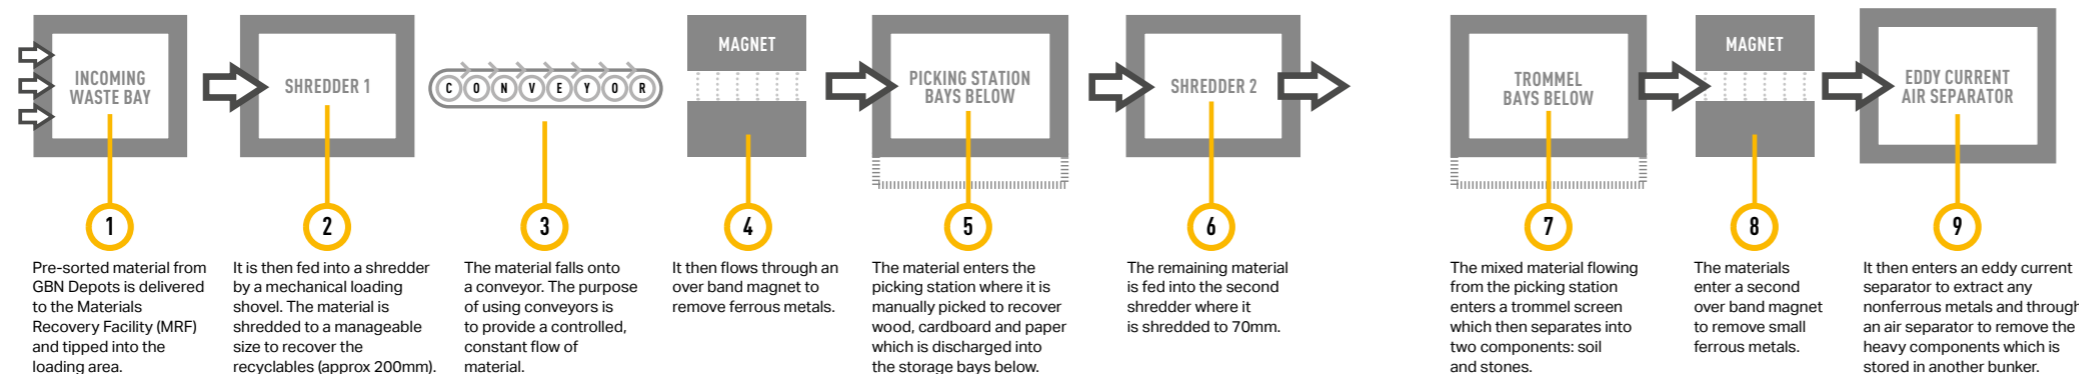 INCOMING
WASTE BAY
SHREDDER 1
CONVEYOR
MAGNET
PICKING STATION
BAYS BELOW
SHREDDER 2
TROMMEL
BAYS BELOW
MAGNET
EDDY CURRENT
AIR SEPARATOR
1
Pre-sorted material from
GBN Depots is delivered
to the Materials
Recovery Facility (MRF)
and tipped into the
loading area.
2
It is then fed into a shredder
by a mechanical loading
shovel. The material is
shredded to a manageable
size to recover the
recyclables (approx 200mm).
3
The material falls onto
a conveyor. The purpose
of using conveyors is
to provide a controlled,
constant flow of
material.
4
It then flows through an
over band magnet to
remove ferrous metals.
5
The material enters the
picking station where it is
manually picked to recover
wood, cardboard and paper
which is discharged into
the storage bays below.
6
The remaining material
is fed into the second
shredder where it
is shredded to 70mm.
7
The mixed material flowing
from the picking station
enters a trommel screen
which then separates into
two components: soil
and stones.
8
The materials
enter a second
over band magnet
to remove small
ferrous metals.
9
It then enters an eddy current
separator to extract any
nonferrous metals and through
an air separator to remove the
heavy components which is
stored in another bunker.